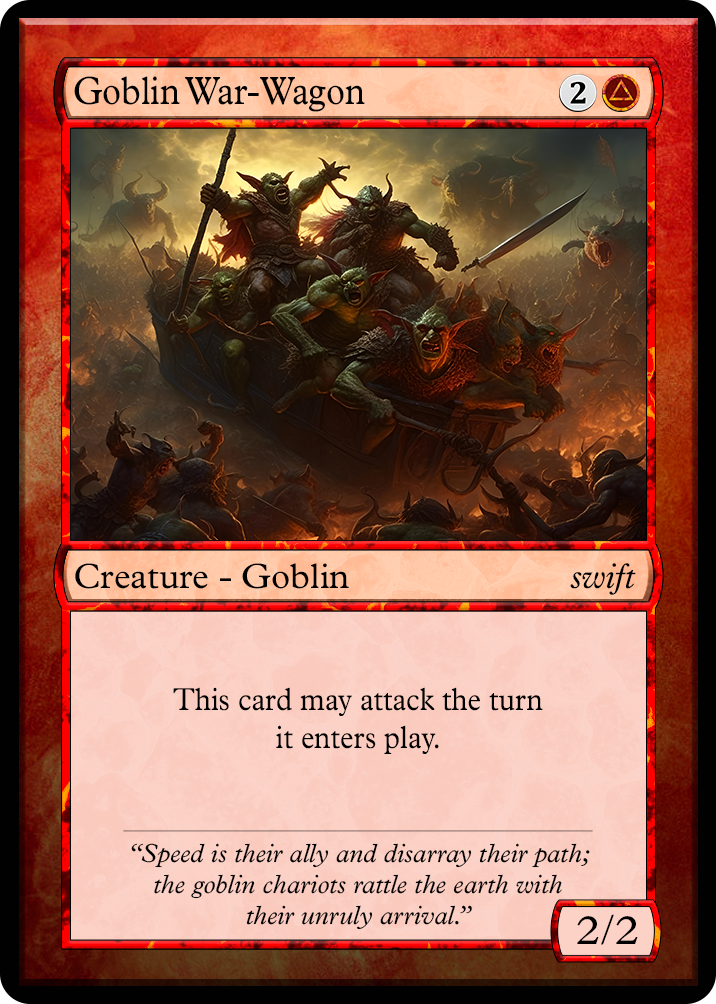 Goblin War-Wagon
2
Creature - Goblin
swift
This card may attack the turn
it enters play.
“Speed is their ally and disarray their path;
the goblin chariots rattle the earth with
their unruly arrival.”
2/2